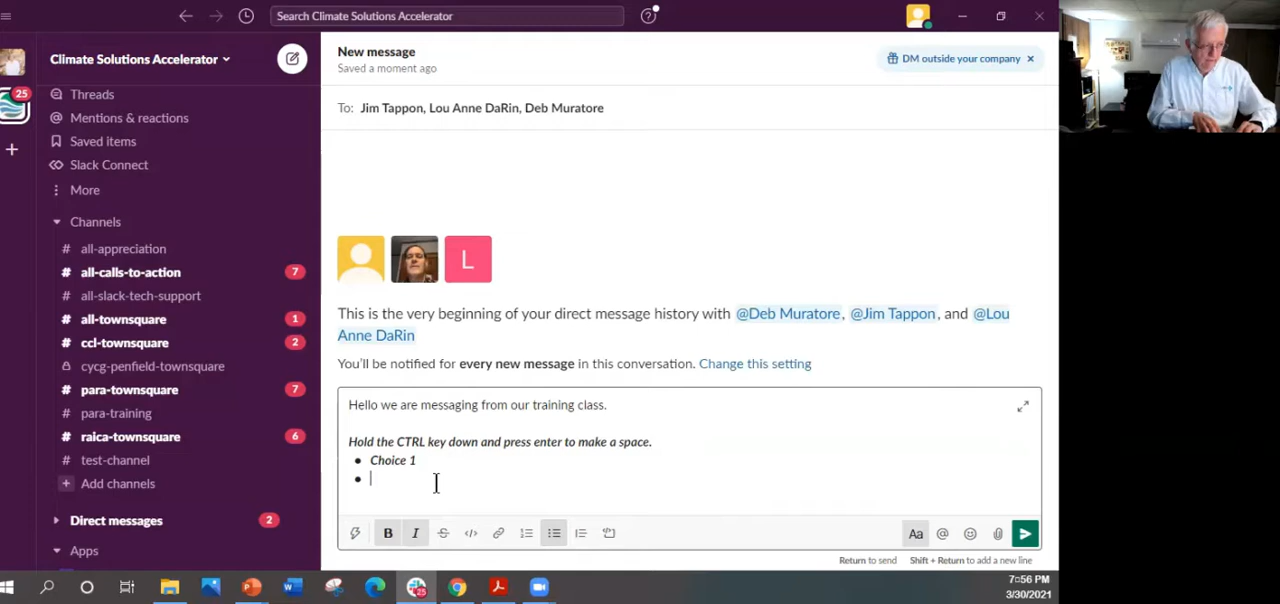 Search Climate Solutions Accelerator
Climate Solutions Accelerator
25
Threads
Mentions & reactions
Saved items
Slack Connect
More
Channels
# all-appreciation
# all-calls-to-action 7
# all-slack-tech-support
# all-townsquare 1
# ccl-townsquare 2
cycg-penfield-townsquare
# para-townsquare 7
# para-training
# raica-townsquare 6
# test-channel
+ Add channels
Direct messages 2
Apps
New message
Saved a moment ago
DM outside your company ×
To: Jim Tappon, Lou Anne DaRin, Deb Muratore
L
This is the very beginning of your direct message history with @Deb Muratore, @Jim Tappon, and @Lou
Anne DaRin
You'll be notified for every new message in this conversation. Change this setting
Hello we are messaging from our training class.
Hold the CTRL key down and press enter to make a space.
• Choice 1
•
B I S </> Aa @
Return to send Shift + Return to add a new line
25
7:56 PM
3/30/2021